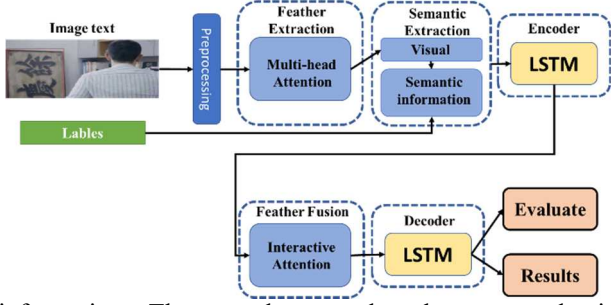 Image text
Preprocessing
Feather
Extraction
Multi-head
Attention
Semantic
Extraction
Visual
Semantic
information
Encoder
LSTM
Lables
Feather Fusion
Interactive
Attention
Decoder
LSTM
Evaluate
Results